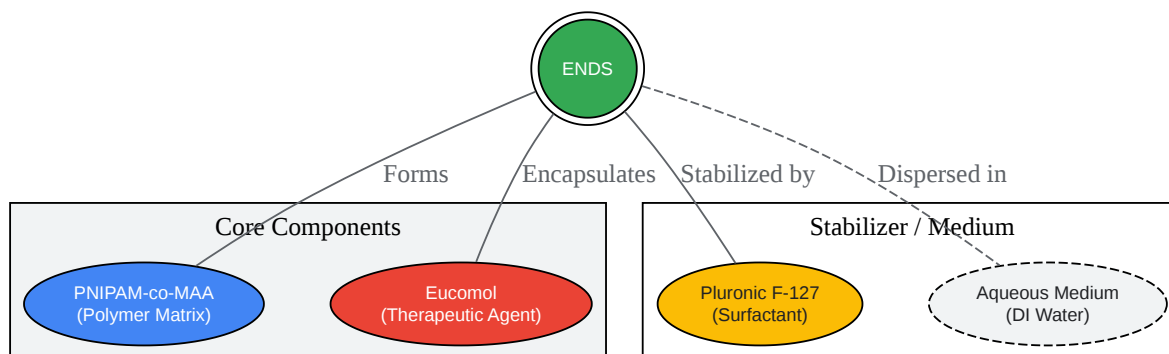 ENDS
Forms
Encapsulates
Stabilized by
Dispersed in
Core Components
Stabilizer / Medium
PNIPAM-co-MAA
(Polymer Matrix)
Eucomol
(Therapeutic Agent)
Pluronic F-127
(Surfactant)
Aqueous Medium
(DI Water)